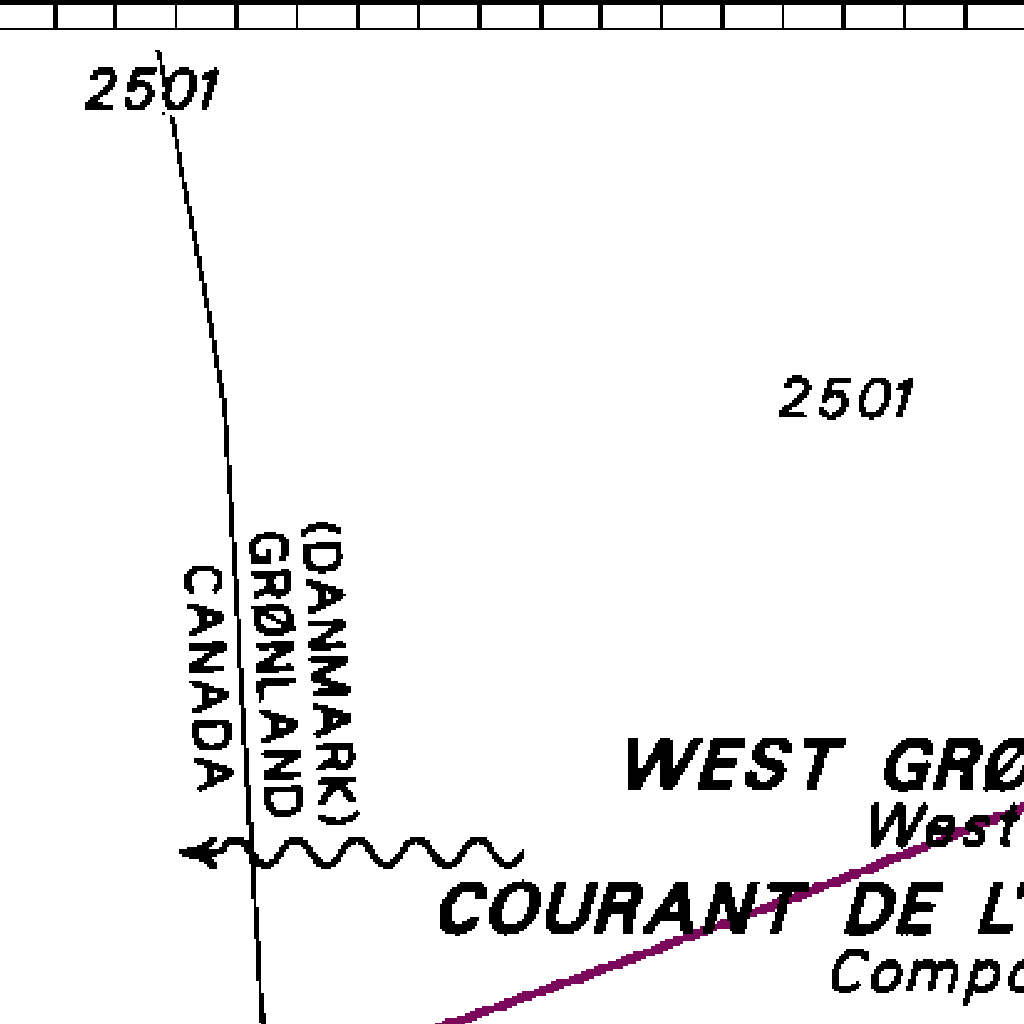 2501
2501
(DANMARK)
GRØNLAND
CANADA
WEST GRØ
West
COURANT DE L'
Compo